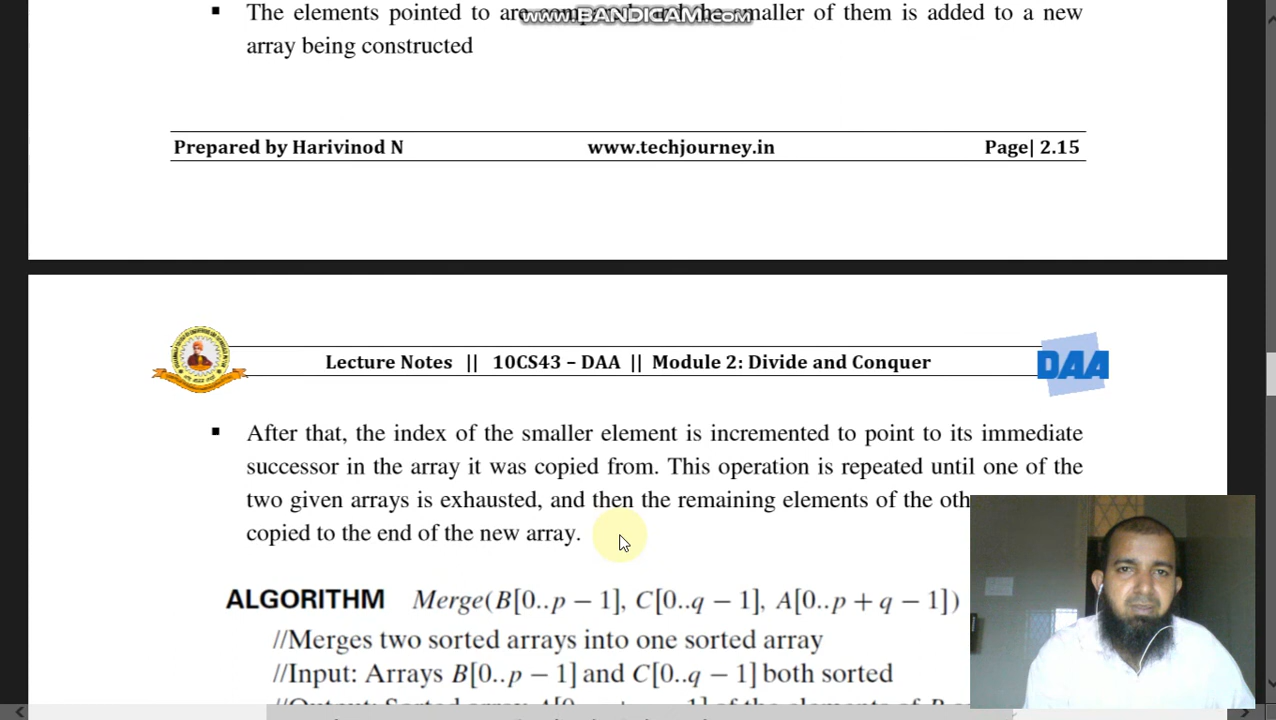 The elements pointed to are smaller of them is added to a new
www.BANDICAM.com
array being constructed
Prepared by Harivinod N www.techjourney.in Page| 2.15
Lecture Notes || 10CS43 – DAA || Module 2: Divide and Conquer
DAA
After that, the index of the smaller element is incremented to point to its immediate
successor in the array it was copied from. This operation is repeated until one of the
two given arrays is exhausted, and then the remaining elements of the
copied to the end of the new array.
ALGORITHM Merge(B[0..p − 1], C[0..q − 1], A[0..p + q − 1])
//Merges two sorted arrays into one sorted array
//Input: Arrays B[0..p − 1] and C[0..q − 1] both sorted